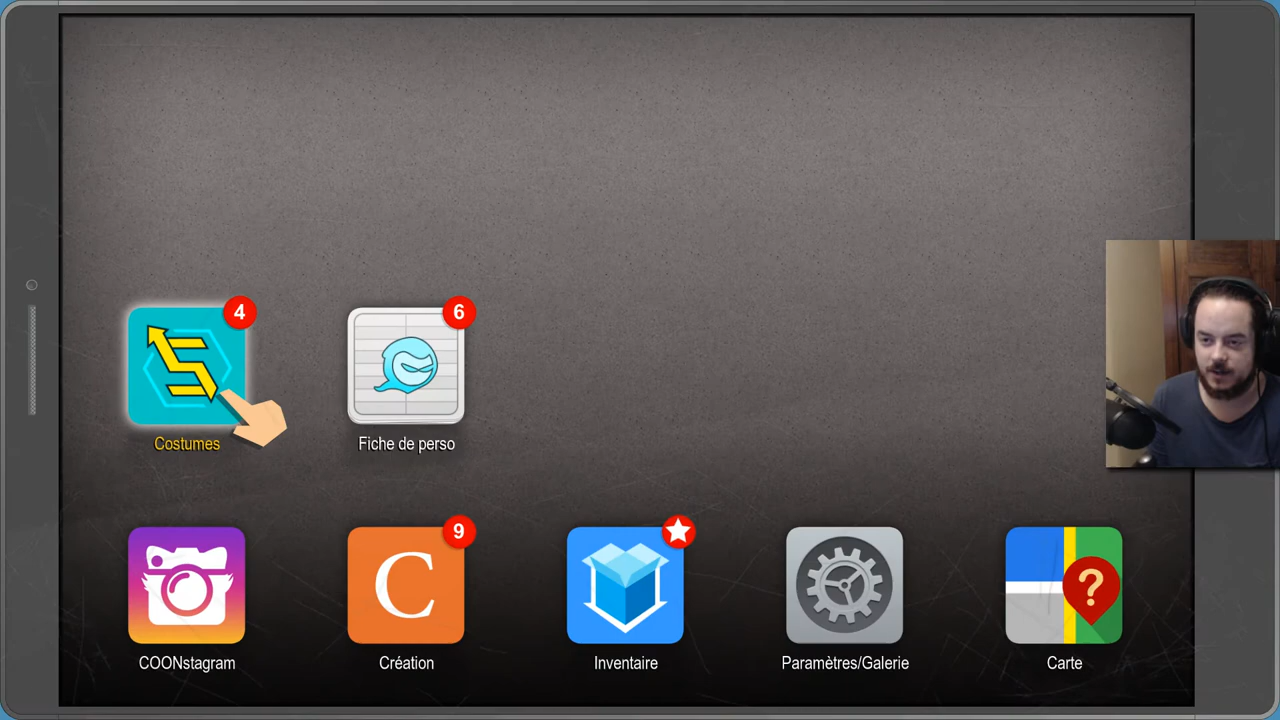 4
6
Costumes
Fiche de perso
9
C
?
COONstagram
Création
Inventaire
Paramètres/Galerie
Carte